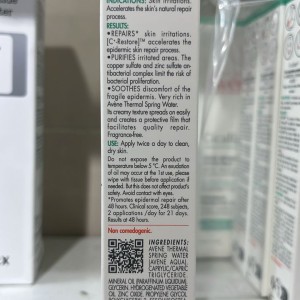 INDICATIONS: Skin irritations.
Accelerates the skin's natural repair
process.
RESULTS:
•REPAIRS* skin irritations.
[C+-Restore]™ accelerates the
epidermic skin repair process.
•PURIFIES irritated areas. The
copper sulfate and zinc sulfate an-
tibacterial complex limit the risk of
bacterial proliferation.
•SOOTHES discomfort of the
fragile epidermis. Very rich in
Avène Thermal Spring Water.
Its creamy texture spreads on easily
and creates a protective film that
facilitates quality repair.
Fragrance-free.
USE: Apply twice a day to clean,
dry skin.
Do not expose the product to
temperature below 5 °C. An exudation
of oil may occur at the 1st use, please
wipe with tissue before application if
needed. But this does not affect product's
safety. Avoid contact with eyes.
*Promotes epidermal repair after
48 hours. Clinical score, 248 subjects,
2 applications /day for 21 days.
Results at 48 hours.
Non comedogenic.
INGREDIENTS:
AVENE THERMAL
SPRING WATER
(AVENE AQUA).
CAPRYLIC/CAPRIC
TRIGLYCERIDE.
MINERAL OIL (PARAFFINUM LIQUIDUM).
GLYCERIN. HYDROGENATED VEGETABLE
OIL. ZINC OXIDE. PROPYLENE GLYCOL.